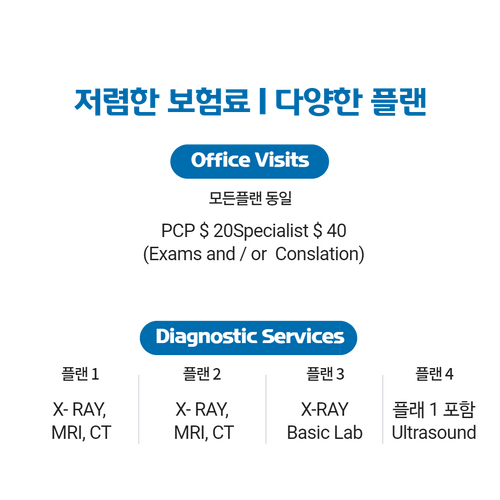 저렴한 보험료 | 다양한 플랜
Office Visits
모든플랜 동일
PCP $ 20Specialist $ 40
(Exams and / or Conslation)
Diagnostic Services
플랜 1
플랜 2
플랜 3
플랜 4
X- RAY,
MRI, CT
X- RAY,
MRI, CT
X-RAY
Basic Lab
플래 1 포함
Ultrasound